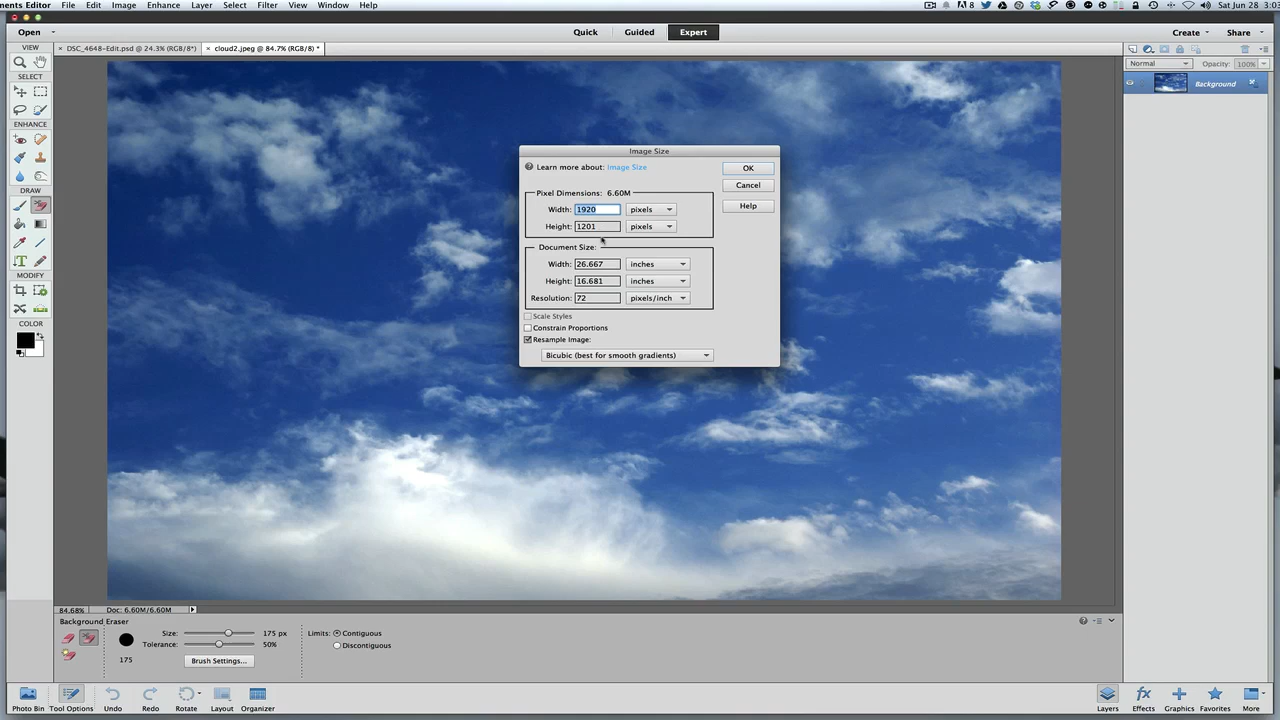 ments Editor File Edit Image Enhance Layer Select Filter View Window Help 8 Sat Jun 28 3:0
Open Quick Guided Expert Create Share
VIEW × DSC_4648-Edit.psd @ 24.3% (RGB/8*) × cloud2.jpeg @ 84.7% (RGB/8) *
Normal Opacity: 100%
SELECT
Background
ENHANCE
Image Size
Learn more about: Image Size OK
Cancel
DRAW
Pixel Dimensions: 6.60M
Width: 1920 pixels Help
Height: 1201 pixels
Document Size:
Width: 26.667 inches
MODIFY
Height: 16.681 inches
Resolution: 72 pixels/inch
Scale Styles
COLOR
Constrain Proportions
Resample Image:
Bicubic (best for smooth gradients)
84.68% Doc: 6.60M/6.60M
Background Eraser
Size: 175 px Limits: Contiguous
Tolerance: 50% Discontiguous
175 Brush Settings...
Photo Bin Tool Options Undo Redo Rotate Layout Organizer Layers Effects Graphics Favorites More